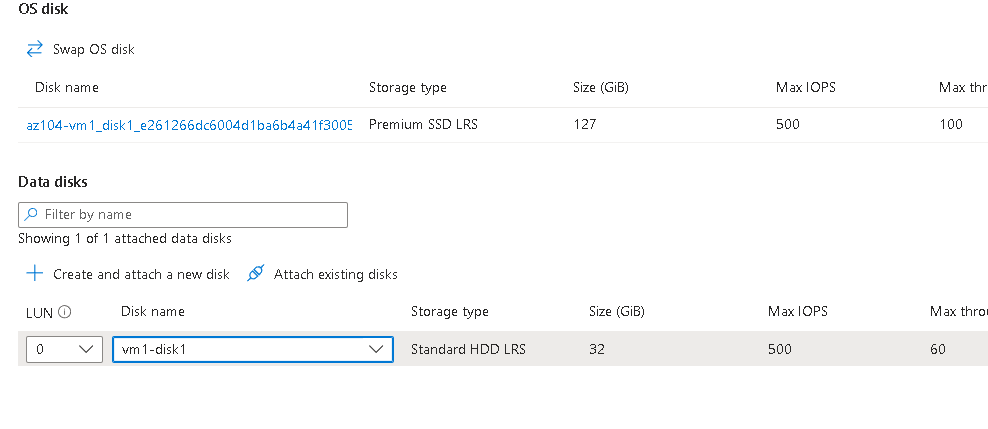 OS disk
Swap OS disk
Disk name Storage type Size (GiB) Max IOPS Max thr
az104-vm1_disk1_e261266dc6004d1ba6b4a41f3005 Premium SSD LRS 127 500 100
Data disks
Filter by name
Showing 1 of 1 attached data disks
Create and attach a new disk Attach existing disks
LUN Disk name Storage type Size (GiB) Max IOPS Max throu
0 vm1-disk1 Standard HDD LRS 32 500 60